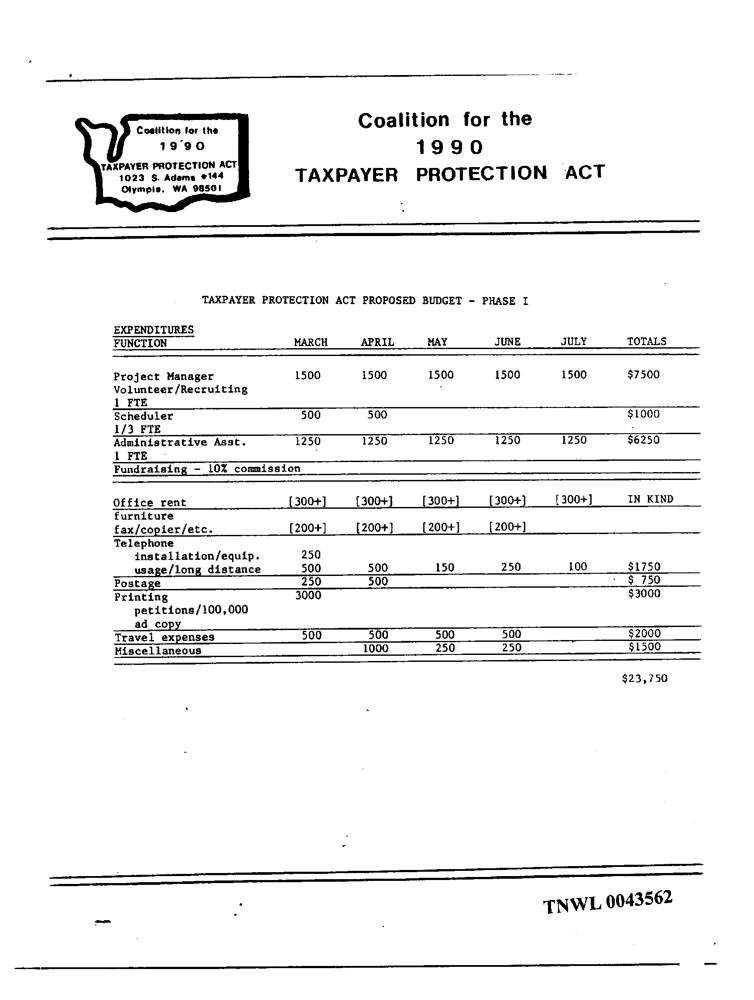 Coalition for the
1990
TAXPAYER PROTECTION ACT
1023 S. Adams #144
Olympia, WA 98501
Coalition for the
1990
TAXPAYER PROTECTION ACT
TAXPAYER PROTECTION ACT PROPOSED BUDGET - PHASE I
EXPENDITURES
FUNCTION MARCH APRIL MAY JUNE JULY TOTALS
Project Manager 1500 1500 1500 1500 1500 $7500
Volunteer/Recruiting
1 FTE
Scheduler 500 500 $1000
1/3 FTE
Administrative Asst. 1250 1250 1250 1250 1250 $6250
1 FTE
Fundraising - 10% commission
Office rent [300+] [300+] [300+] [300+] [300+] IN KIND
furniture
fax/copier/etc. [200+] [200+] [200+] [200+]
Telephone
installation/equip. 250
usage/long distance 500 500 150 250 100 $1750
Postage 250 500 $ 750
Printing 3000 $3000
petitions/100,000
ad copy
Travel expenses 500 500 500 500 $2000
Miscellaneous 1000 250 250 $1500
$23,750
TNWL 0043562